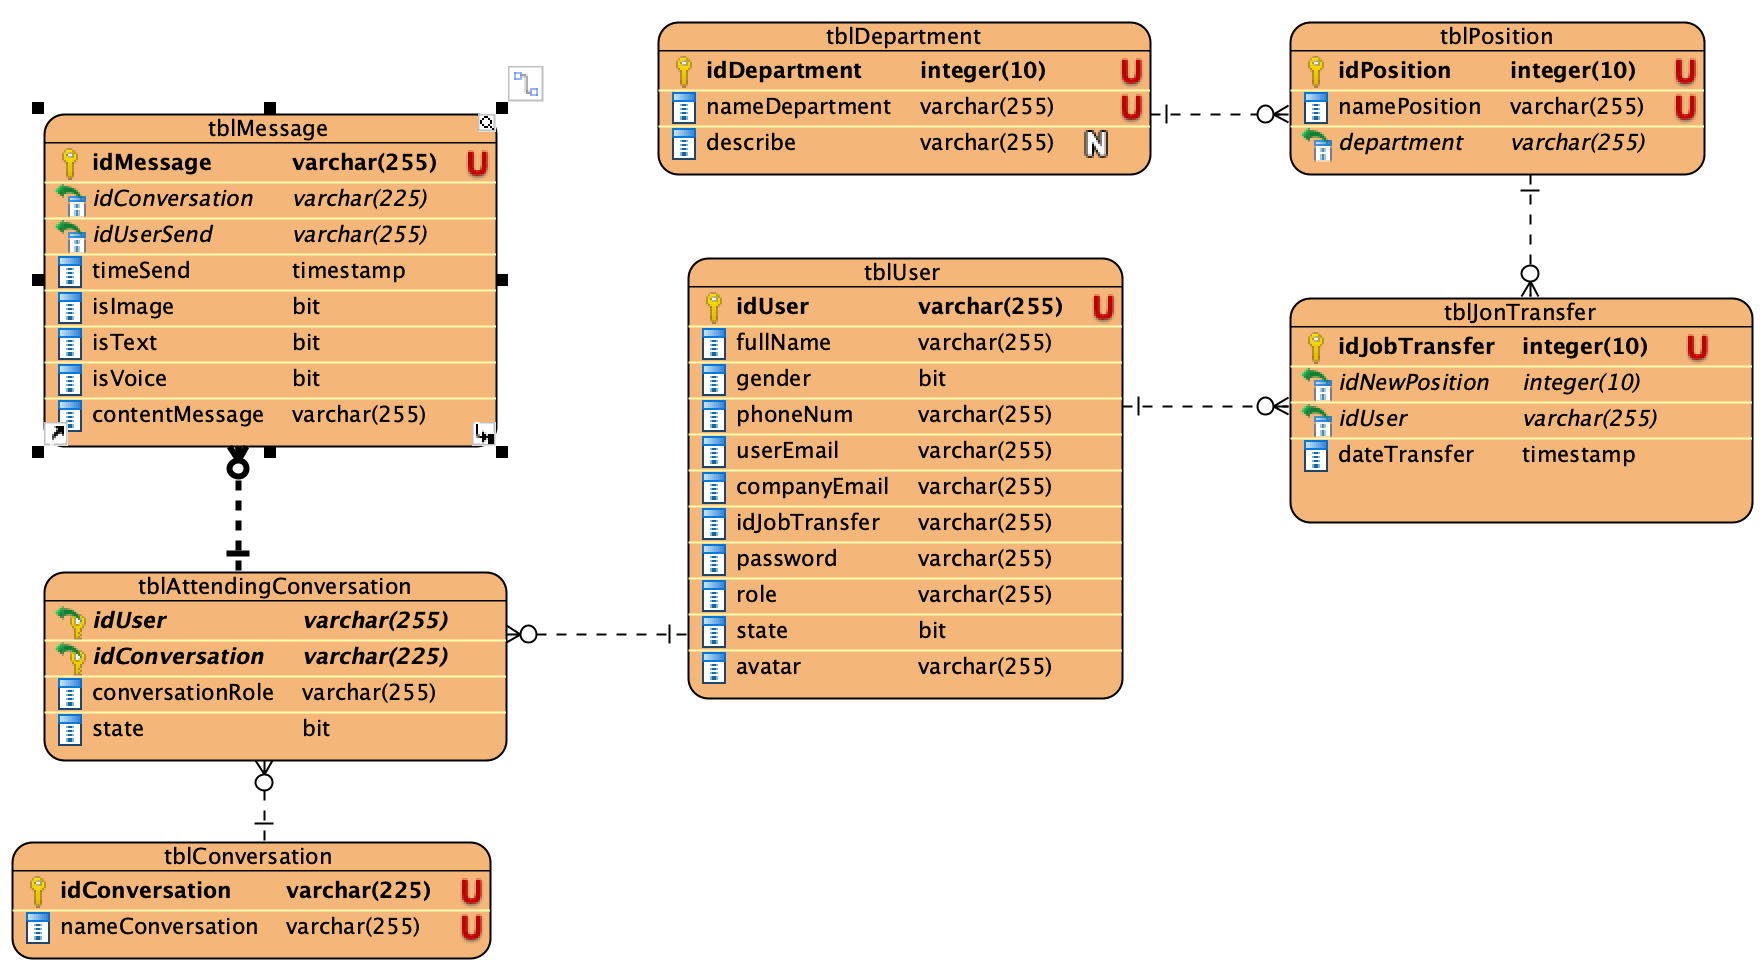 tblDepartment
idDepartment integer(10) U
nameDepartment varchar(255) U
describe varchar(255) N
tblPosition
idPosition integer(10) U
namePosition varchar(255) U
department varchar(255)
tblMessage
idMessage varchar(255) U
idConversation varchar(225)
idUserSend varchar(255)
timeSend timestamp
isImage bit
isText bit
isVoice bit
contentMessage varchar(255)
tblUser
idUser varchar(255) U
fullName varchar(255)
gender bit
phoneNum varchar(255)
userEmail varchar(255)
companyEmail varchar(255)
idJobTransfer varchar(255)
password varchar(255)
role varchar(255)
state bit
avatar varchar(255)
tblJonTransfer
idJobTransfer integer(10) U
idNewPosition integer(10)
idUser varchar(255)
dateTransfer timestamp
tblAttendingConversation
idUser varchar(255)
idConversation varchar(225)
conversationRole varchar(255)
state bit
tblConversation
idConversation varchar(225) U
nameConversation varchar(255) U